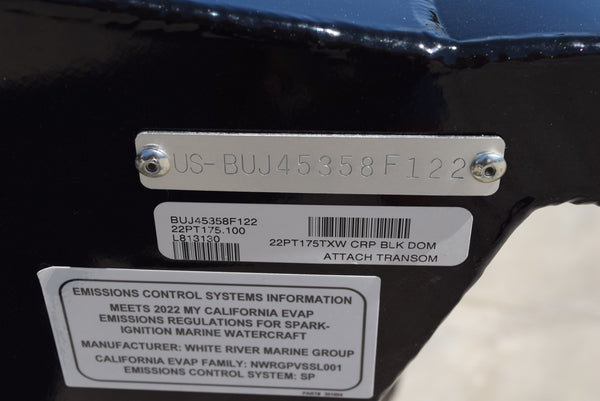 US-BUJ45358F122
BUJ45358F122
22PT175.100
L813130
22PT175TXW CRP BLK DOM
ATTACH TRANSOM
EMISSIONS CONTROL SYSTEMS INFORMATION
MEETS 2022 MY CALIFORNIA EVAP
EMISSIONS REGULATIONS FOR SPARK-
IGNITION MARINE WATERCRAFT
MANUFACTURER: WHITE RIVER MARINE GROUP
CALIFORNIA EVAP FAMILY: NWRGPVSSL001
EMISSIONS CONTROL SYSTEM: SP